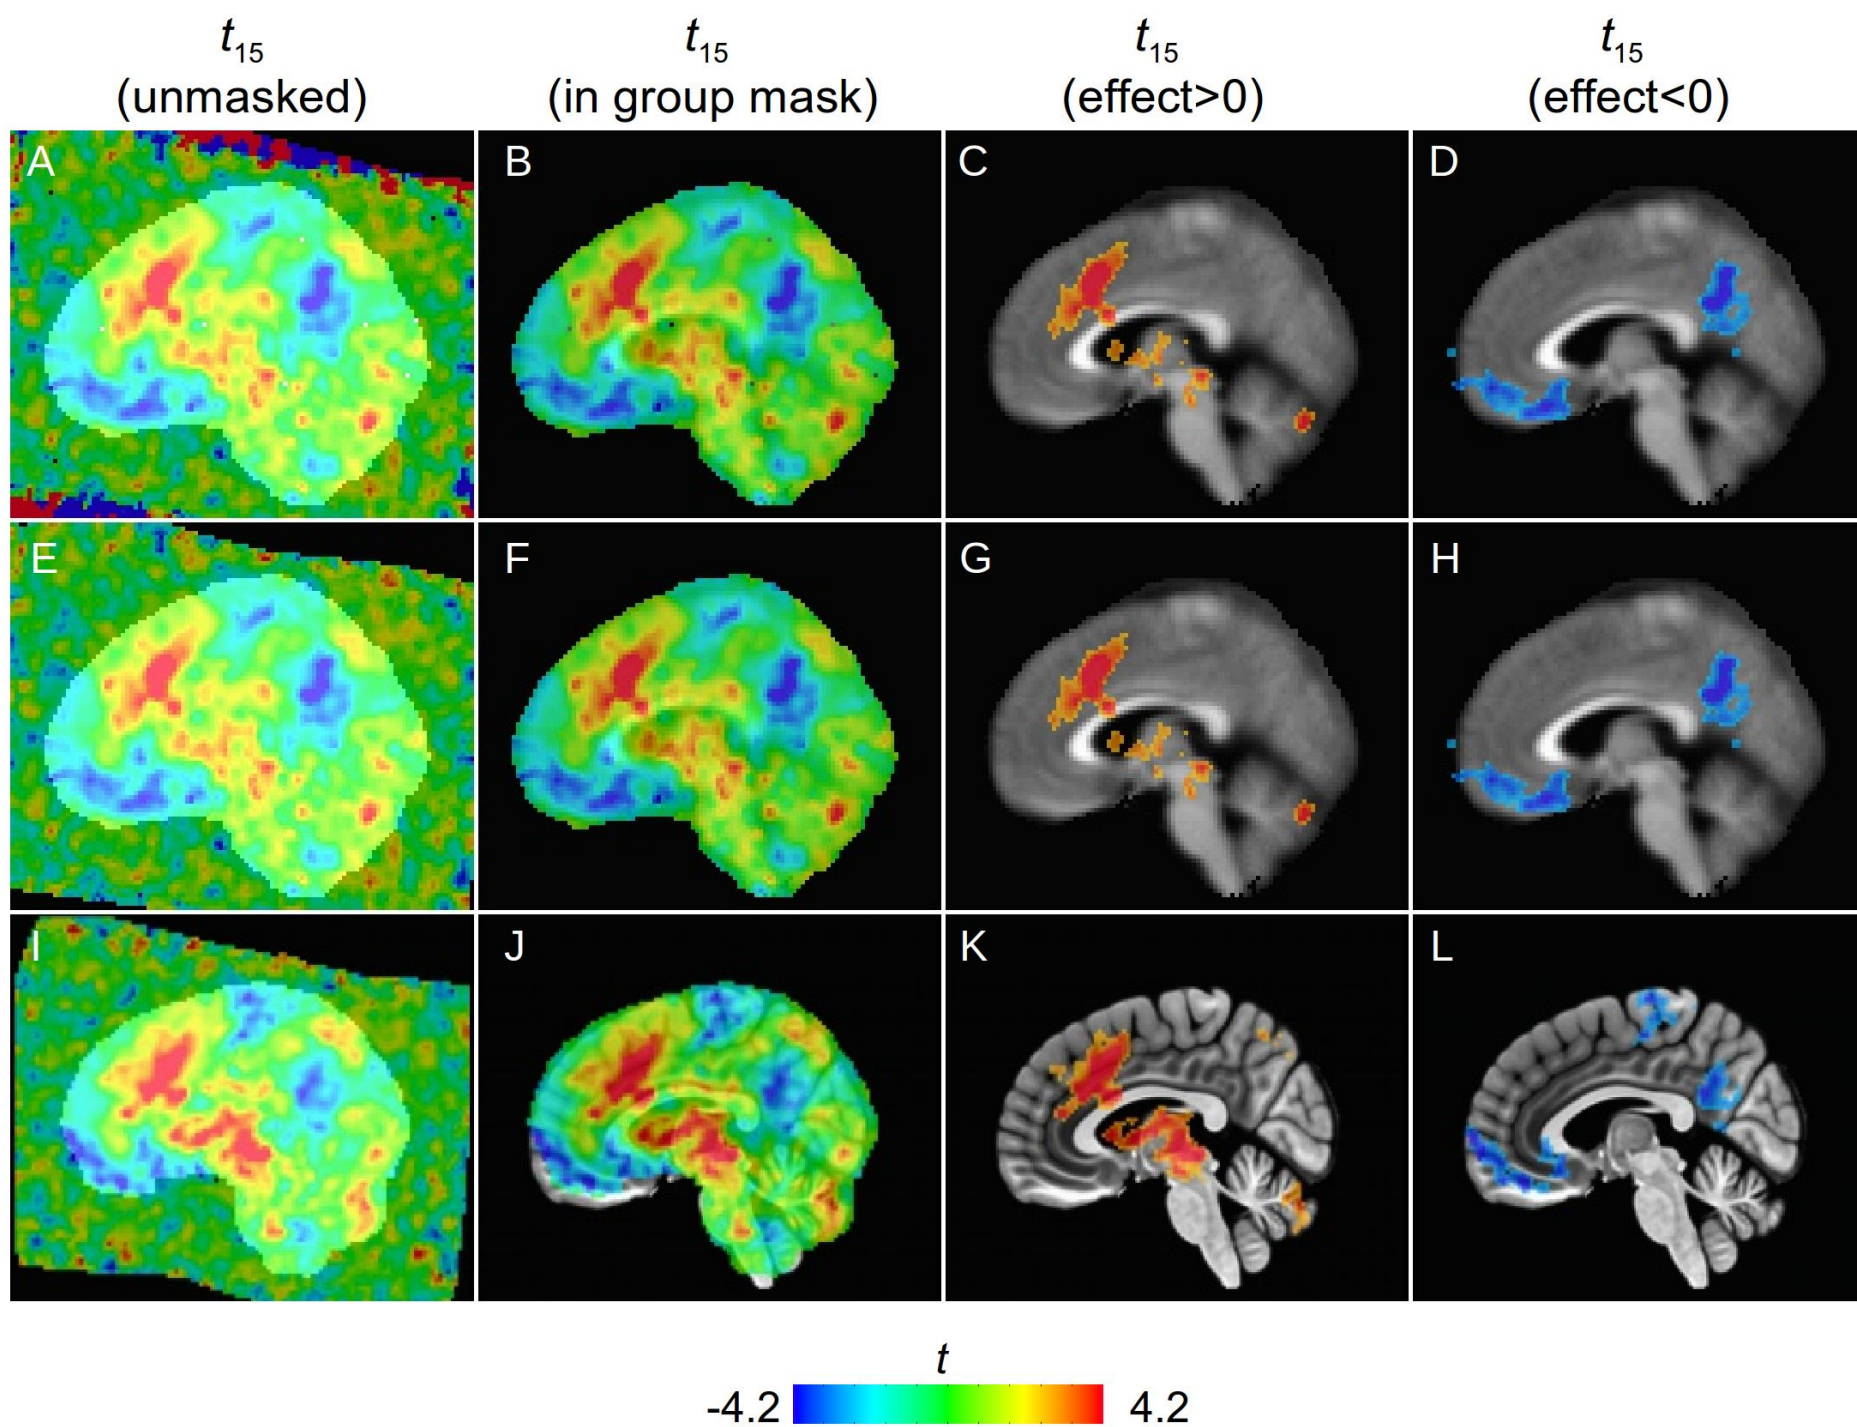 t15 t15 t15 t15
(unmasked) (in group mask) (effect>0) (effect<0)
A B C D
E F G H
I J K L
t
-4.2 4.2